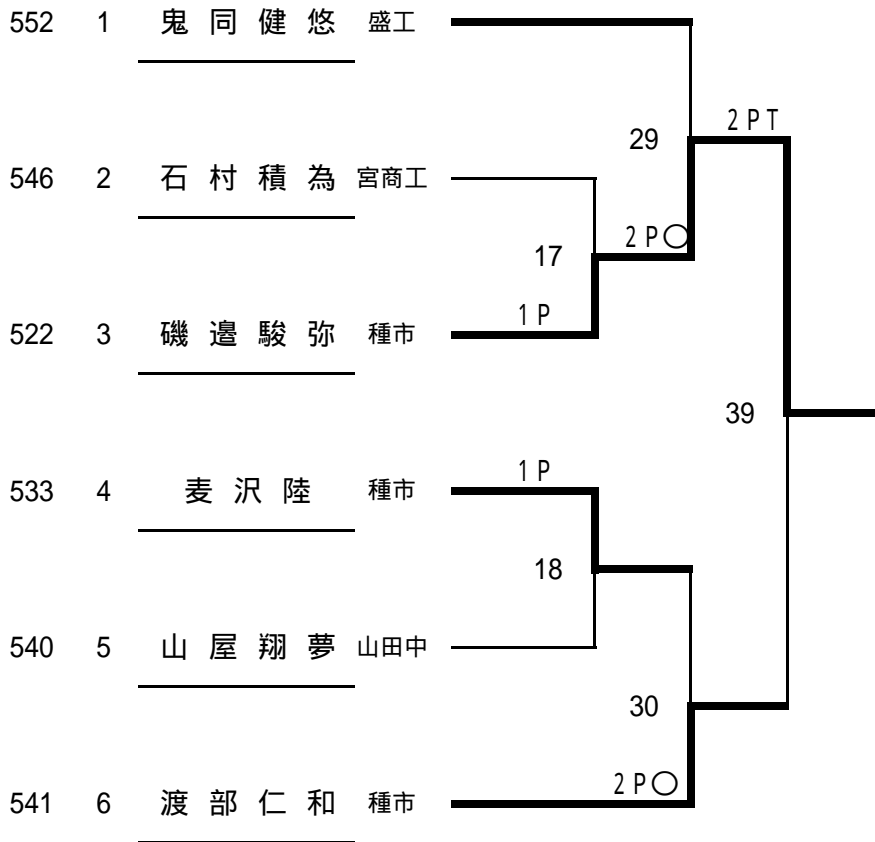 552 1 鬼同健悠 盛工
2PT
29
546 2 石村積為 宮商工
2P○
17
1P
522 3 磯邉駿弥 種市
39
1P
533 4 麦沢陸 種市
18
540 5 山屋翔夢 山田中
30
2P○
541 6 渡部仁和 種市